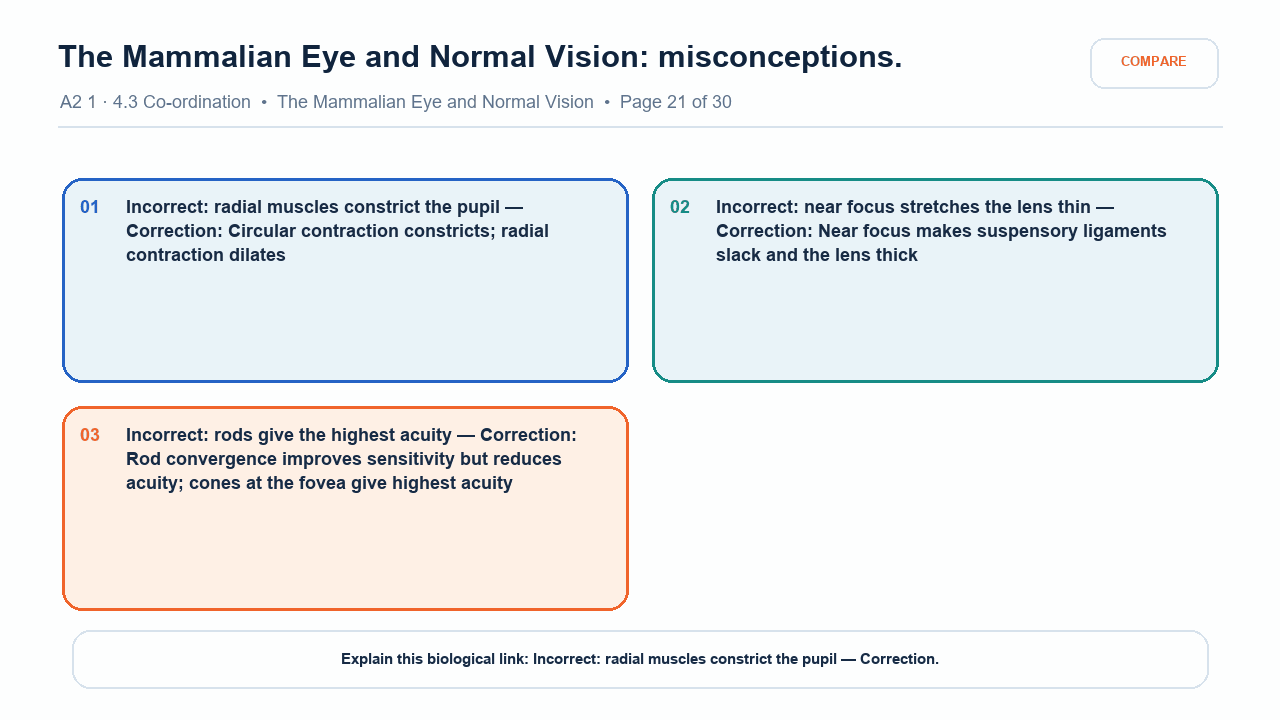 The Mammalian Eye and Normal Vision: misconceptions.
COMPARE
A2 1 · 4.3 Co-ordination • The Mammalian Eye and Normal Vision • Page 21 of 30
01
Incorrect: radial muscles constrict the pupil —
Correction: Circular contraction constricts; radial
contraction dilates
02
Incorrect: near focus stretches the lens thin —
Correction: Near focus makes suspensory ligaments
slack and the lens thick
03
Incorrect: rods give the highest acuity — Correction:
Rod convergence improves sensitivity but reduces
acuity; cones at the fovea give highest acuity
Explain this biological link: Incorrect: radial muscles constrict the pupil — Correction.